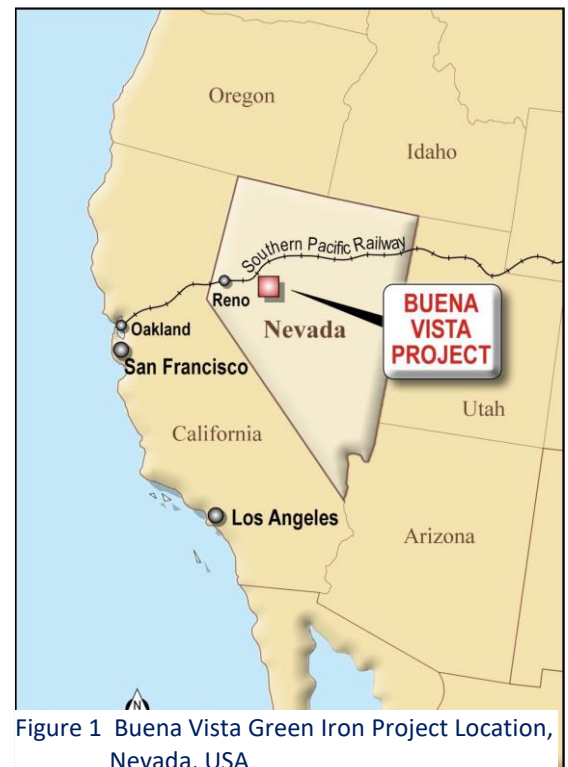 Oregon
Idaho
Southern Pacific Railway
Reno
BUENA
VISTA
PROJECT
Oakland
Nevada
San Francisco
Utah
California
Los Angeles
Arizona
N
Figure 1 Buena Vista Green Iron Project Location,
Nevada, USA